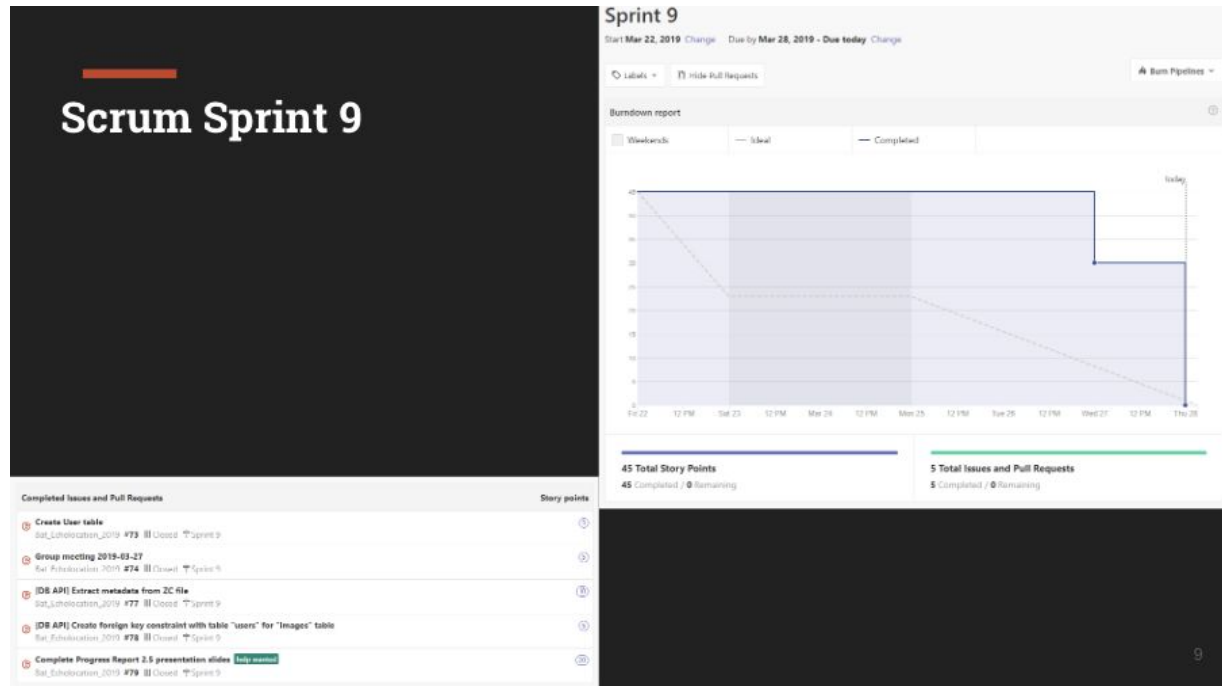 Scrum Sprint 9
Sprint 9
Start Mar 22, 2019 Change Due by Mar 28, 2019 - Due today Change
Labels Hide Pull Requests
Burn Pipelines
Burndown report
Weekends Ideal Completed
today
45
15
10
5
0
Fri 22 12 PM Sat 23 12 PM Mar 24 12 PM Mon 25 12 PM Tue 26 12 PM Wed 27 12 PM Thu 28
45 Total Story Points
45 Completed / 0 Remaining
5 Total Issues and Pull Requests
5 Completed / 0 Remaining
Completed Issues and Pull Requests Story points
Create User table
Bat_Echolocation_2019 #73 Closed Sprint 9
Group meeting 2019-03-27
Bat_Echolocation_2019 #74 Closed Sprint 9
[DB API] Extract metadata from ZC file
Bat_Echolocation_2019 #77 Closed Sprint 9
[DB API] Create foreign key constraint with table "users" for "Images" table
Bat_Echolocation_2019 #78 Closed Sprint 9
Complete Progress Report 2.5 presentation slides help wanted
Bat_Echolocation_2019 #79 Closed Sprint 9
9